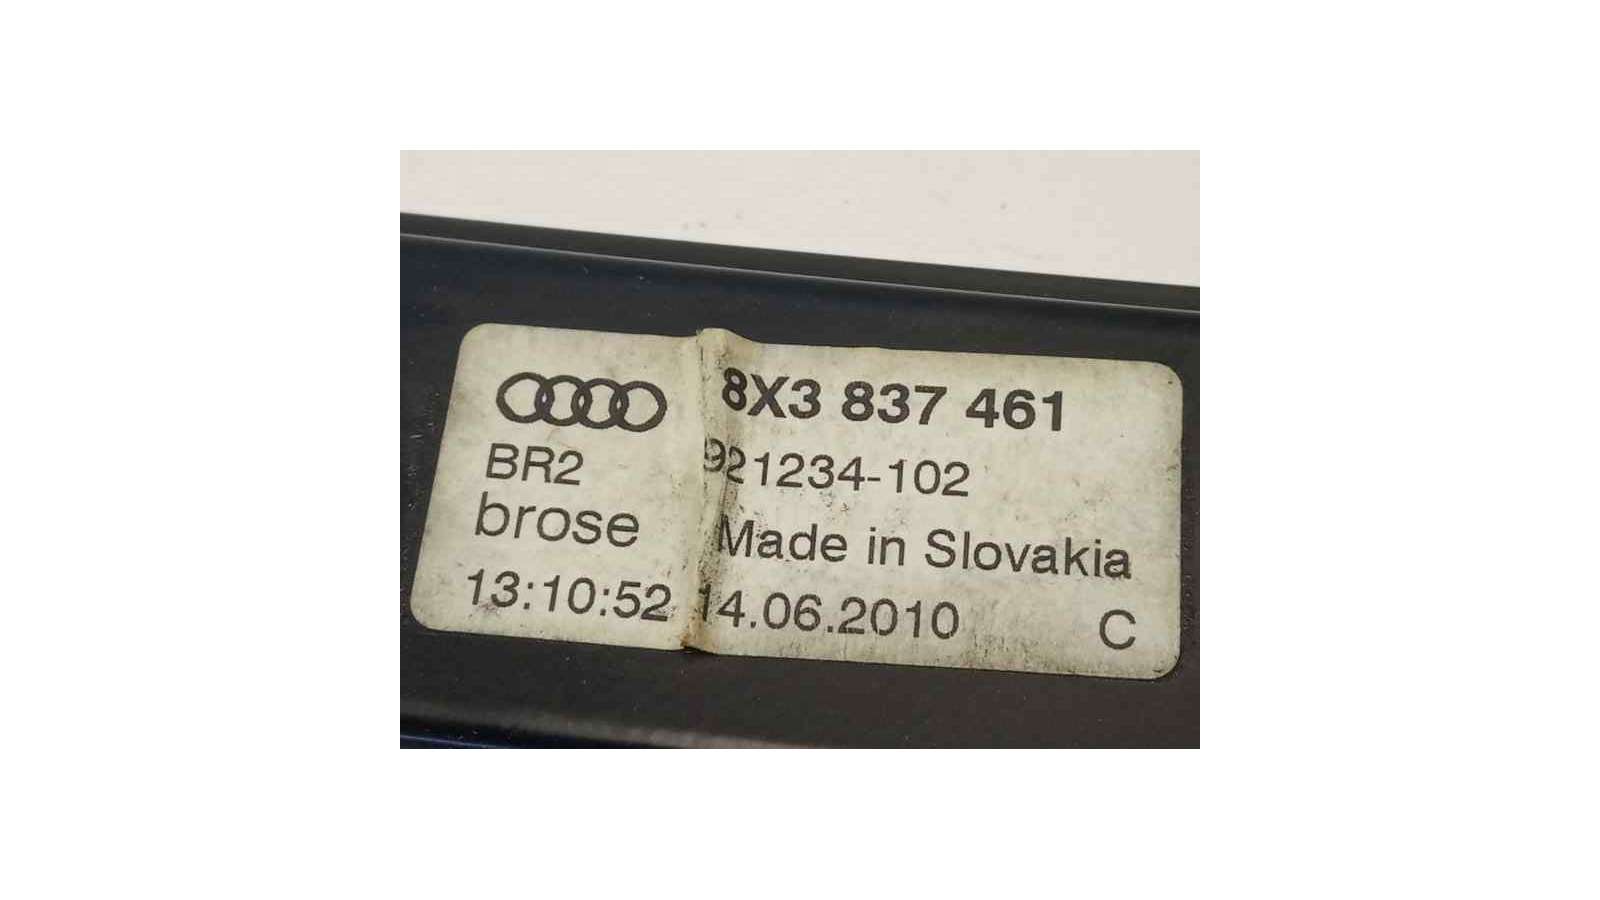 8X3 837 461
BR2 921234-102
brose Made in Slovakia
13:10:52 14.06.2010 C